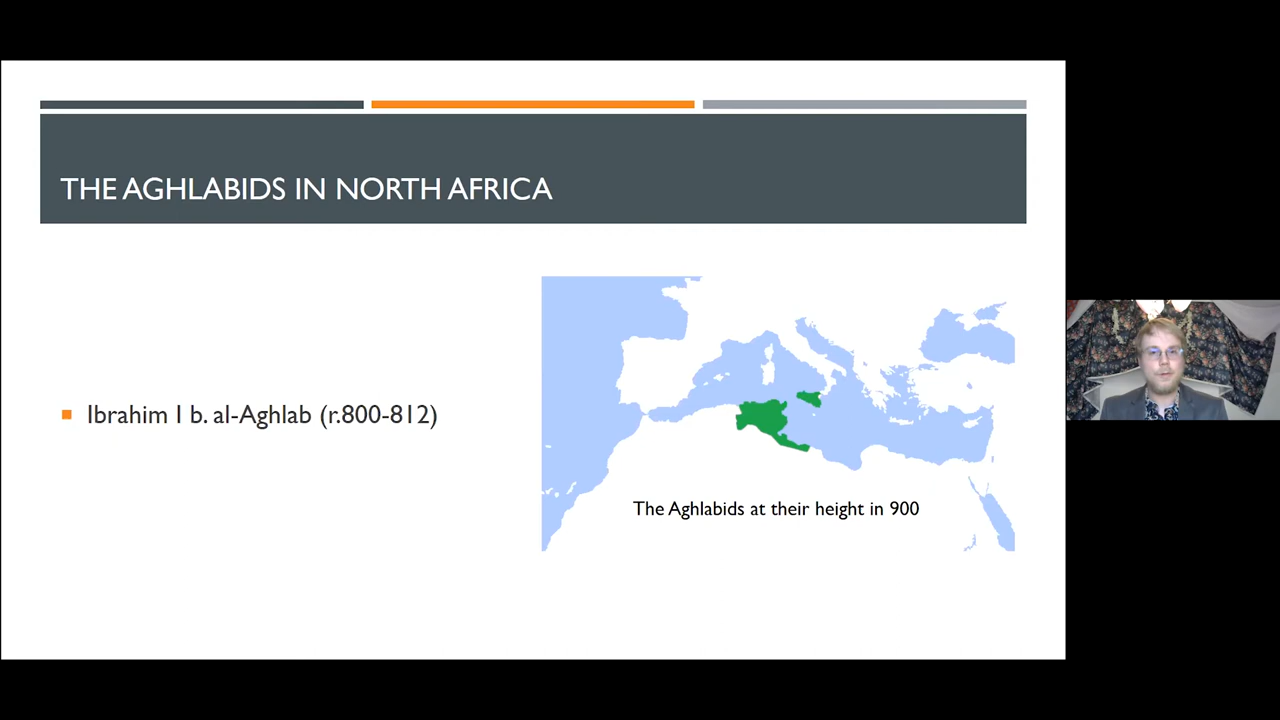 THE AGHLABIDS IN NORTH AFRICA
Ibrahim I b. al-Aghlab (r.800-812)
The Aghlabids at their height in 900